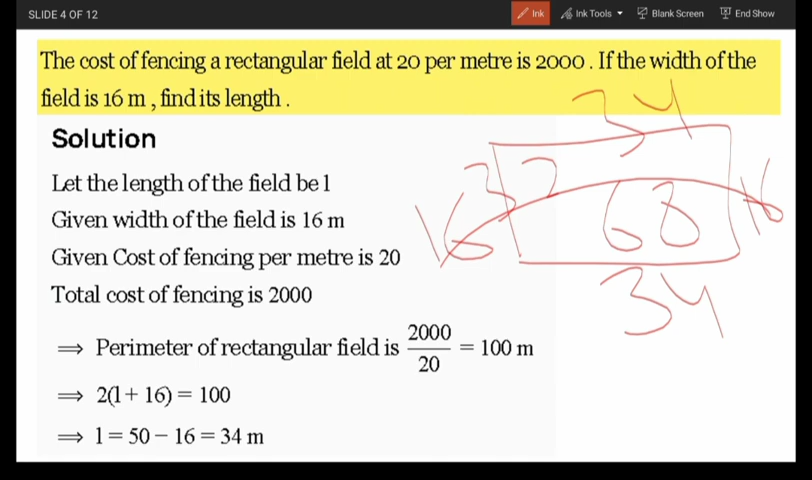 SLIDE 4 OF 12
Ink
Ink Tools
Blank Screen
End Show
The cost of fencing a rectangular field at 20 per metre is 2000 . If the width of the
field is 16 m , find its length .
Solution
Let the length of the field be l
Given width of the field is 16 m
Given Cost of fencing per metre is 20
Total cost of fencing is 2000
⟹ Perimeter of rectangular field is 2000/20 = 100 m
⟹ 2(l + 16) = 100
⟹ l = 50 − 16 = 34 m
34
16
32
68
16
34